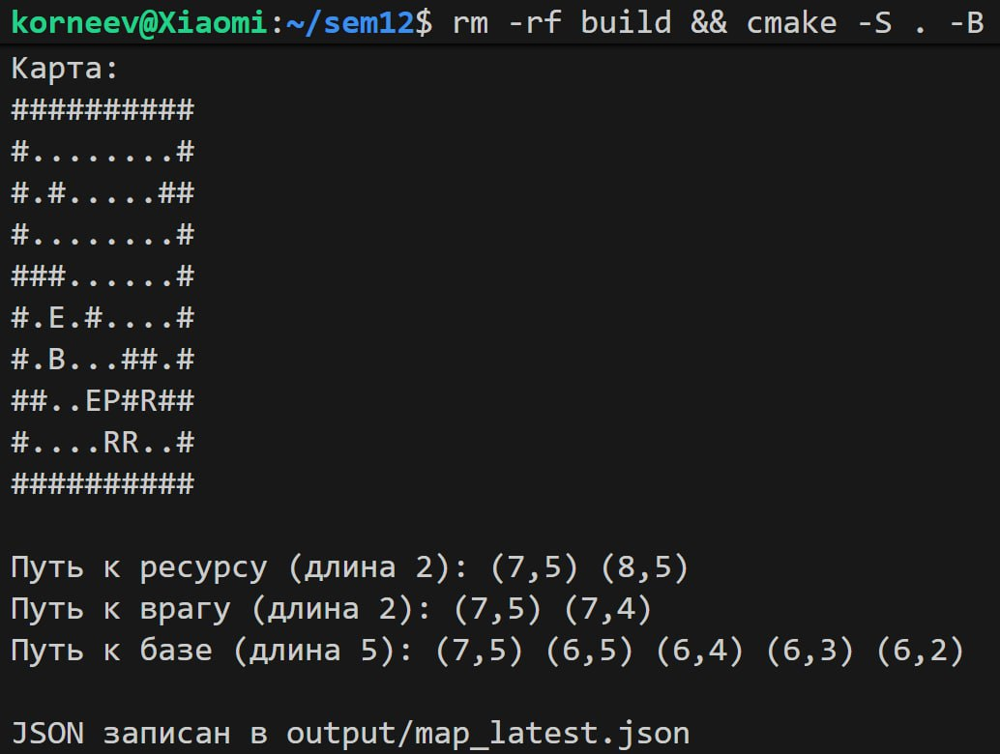 korneev@Xiaomi:~/sem12$ rm -rf build && cmake -S . -B
Карта:
##########
#........#
#.#.....##
#........#
###......#
#.E.#....#
#.B...##.#
##..EP#R##
#....RR..#
##########
Путь к ресурсу (длина 2): (7,5) (8,5)
Путь к врагу (длина 2): (7,5) (7,4)
Путь к базе (длина 5): (7,5) (6,5) (6,4) (6,3) (6,2)
JSON записан в output/map_latest.json